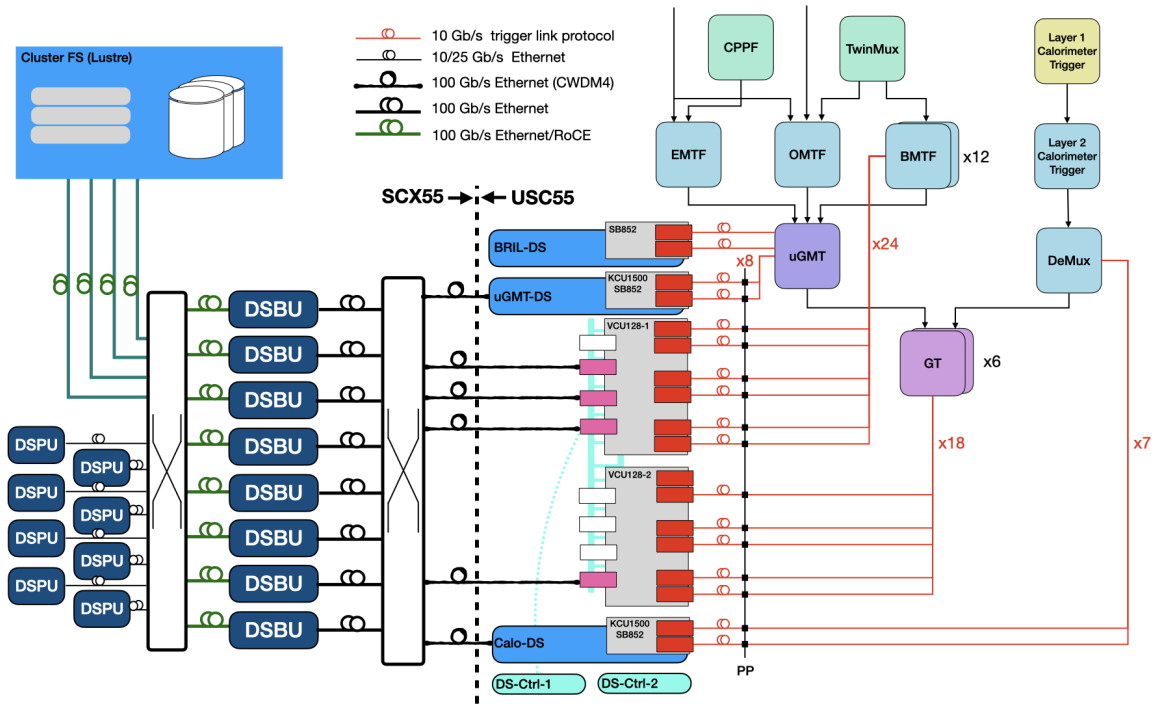 Cluster FS (Lustre)
10 Gb/s trigger link protocol
10/25 Gb/s Ethernet
100 Gb/s Ethernet (CWDM4)
100 Gb/s Ethernet
100 Gb/s Ethernet/RoCE
CPPF
TwinMux
Layer 1
Calorimeter
Trigger
EMTF
OMTF
BMTF
x12
Layer 2
Calorimeter
Trigger
SCX55
USC55
BRIL-DS
SB852
x8
uGMT
x24
DeMux
uGMT-DS
KCU1500
SB852
VCU128-1
GT
x6
DSBU
DSBU
DSBU
DSBU
DSBU
DSBU
DSBU
DSBU
DSPU
DSPU
DSPU
DSPU
DSPU
DSPU
DSPU
DSPU
x18
x7
VCU128-2
Calo-DS
KCU1500
SB852
PP
DS-Ctrl-1
DS-Ctrl-2